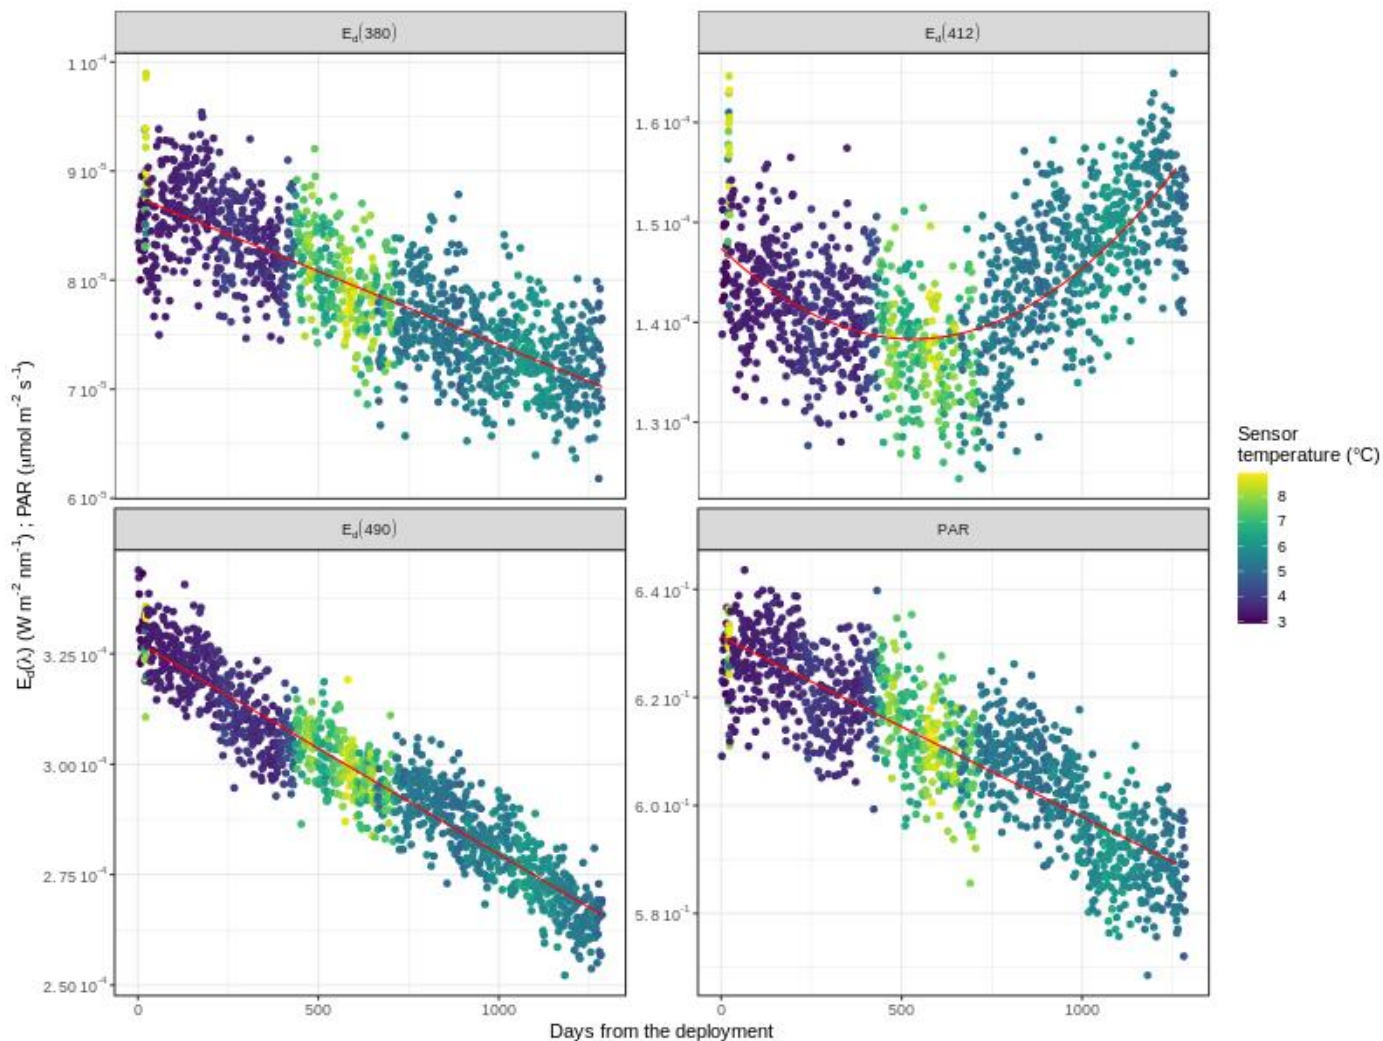 E_d(380)
E_d(412)
1 10⁻⁴
9 10⁻⁵
8 10⁻⁵
7 10⁻⁵
6 10⁻⁵
1.6 10⁻⁴
1.5 10⁻⁴
1.4 10⁻⁴
1.3 10⁻⁴
E_d(490)
PAR
3.25 10⁻⁴
3.00 10⁻⁴
2.75 10⁻⁴
2.50 10⁻⁴
6.4 10⁻¹
6.2 10⁻¹
6.0 10⁻¹
5.8 10⁻¹
0 500 1000
0 500 1000
Days from the deployment
E_d(λ) (W m⁻² nm⁻¹) ; PAR (μmol m⁻² s⁻¹)
Sensor
temperature (°C)
8
7
6
5
4
3